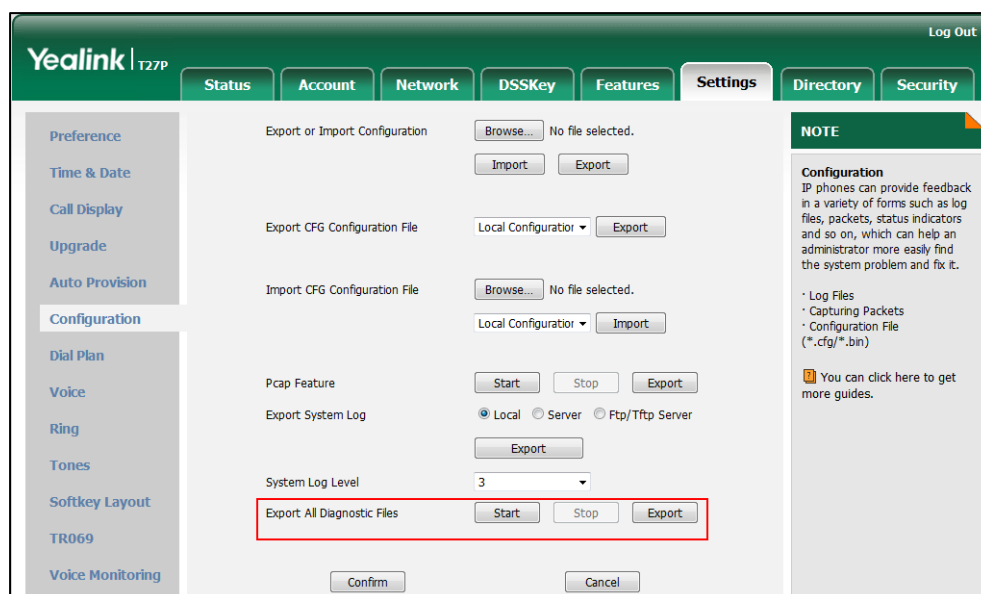 Log Out
Yealink T27P
Status Account Network DSSKey Features Settings Directory Security
Preference
Time & Date
Call Display
Upgrade
Auto Provision
Configuration
Dial Plan
Voice
Ring
Tones
Softkey Layout
TR069
Voice Monitoring
Export or Import Configuration Browse... No file selected.
Import Export
Export CFG Configuration File Local Configuration Export
Import CFG Configuration File Browse... No file selected.
Local Configuration Import
Pcap Feature Start Stop Export
Export System Log Local Server Ftp/Tftp Server
Export
System Log Level 3
Export All Diagnostic Files Start Stop Export
Confirm Cancel
NOTE
Configuration
IP phones can provide feedback
in a variety of forms such as log
files, packets, status indicators
and so on, which can help an
administrator more easily find
the system problem and fix it.
· Log Files
· Capturing Packets
· Configuration File
(*.cfg/*.bin)
You can click here to get
more guides.